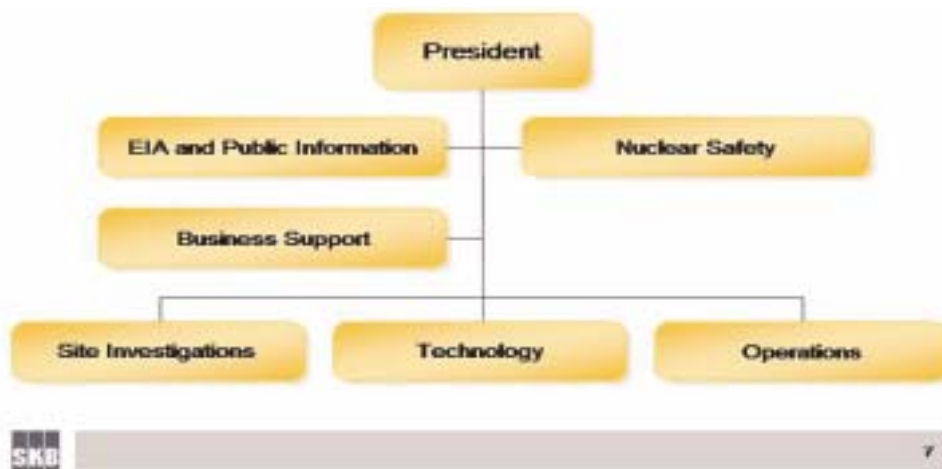 President
EIA and Public Information
Nuclear Safety
Business Support
Site Investigations
Technology
Operations
SKB
7